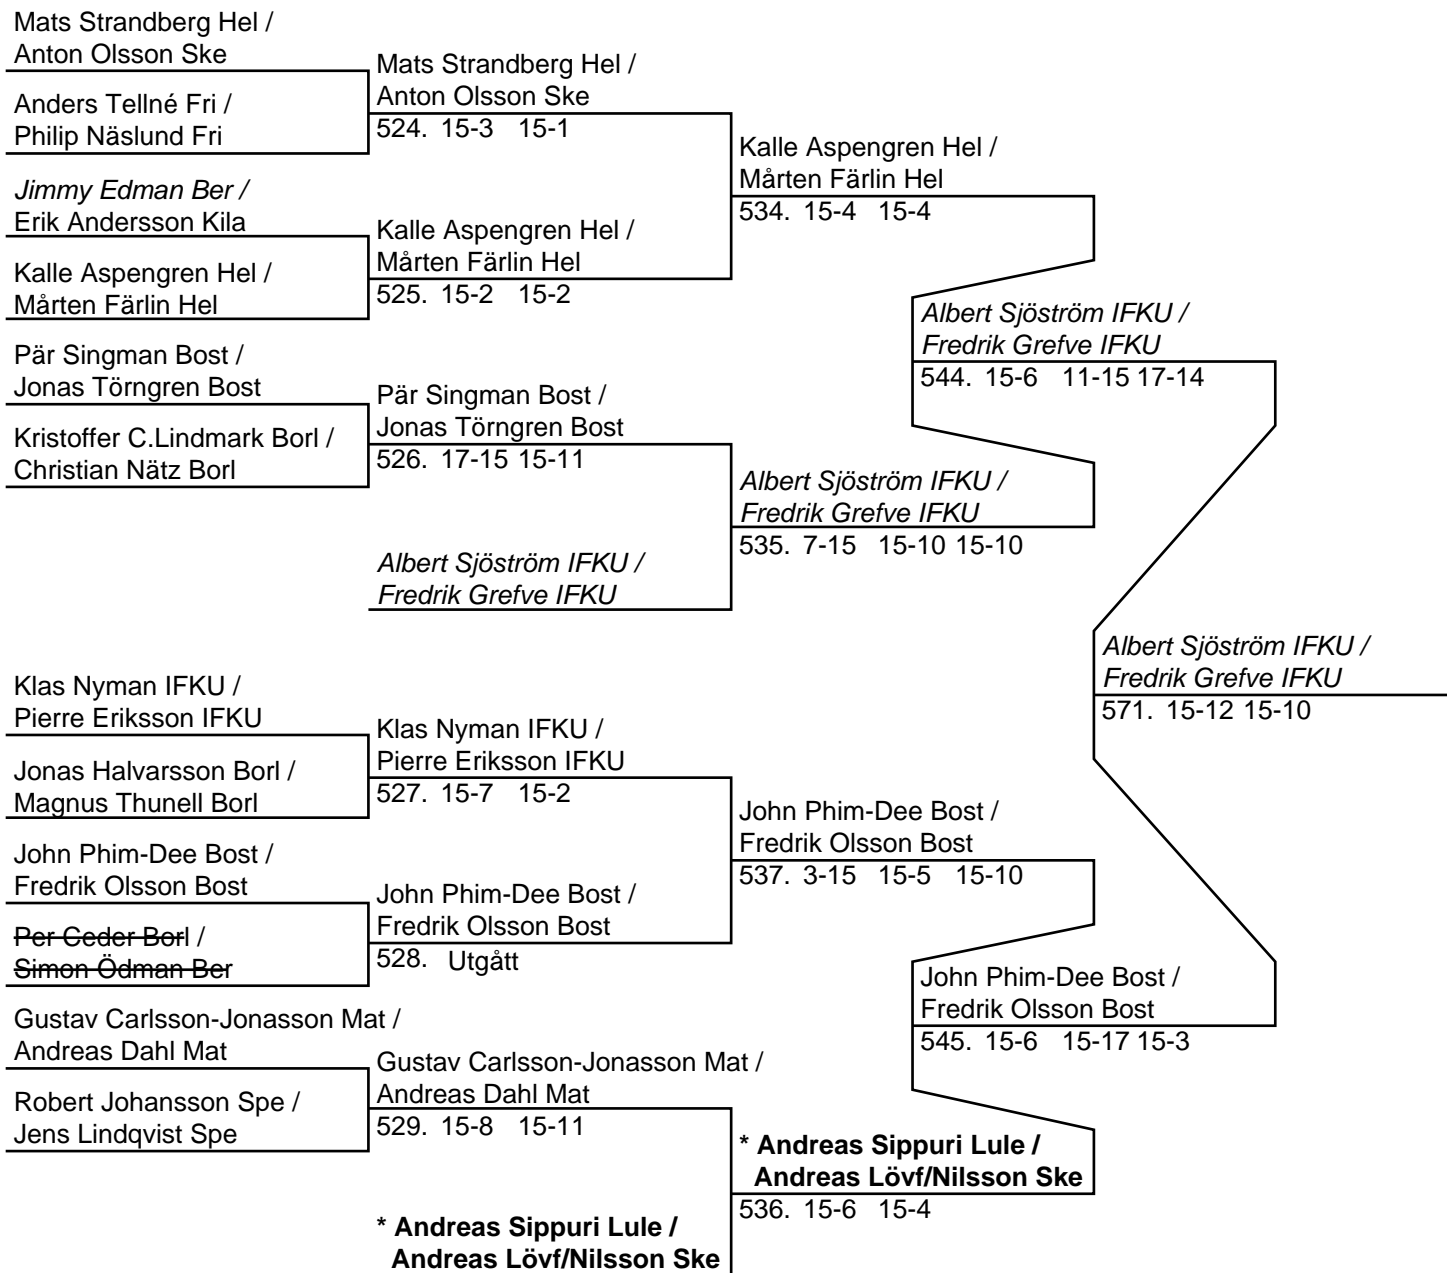 Mats Strandberg Hel /
Anton Olsson Ske
Anders Tellné Fri /
Philip Näslund Fri
Jimmy Edman Ber /
Erik Andersson Kila
Kalle Aspengren Hel /
Mårten Färlin Hel
Pär Singman Bost /
Jonas Törngren Bost
Kristoffer C.Lindmark Borl /
Christian Nätz Borl
Klas Nyman IFKU /
Pierre Eriksson IFKU
Jonas Halvarsson Borl /
Magnus Thunell Borl
John Phim-Dee Bost /
Fredrik Olsson Bost
Per Ceder Borl /
Simon Ödman Ber
Gustav Carlsson-Jonasson Mat /
Andreas Dahl Mat
Robert Johansson Spe /
Jens Lindqvist Spe
Mats Strandberg Hel /
Anton Olsson Ske
524. 15-3 15-1
Kalle Aspengren Hel /
Mårten Färlin Hel
525. 15-2 15-2
Pär Singman Bost /
Jonas Törngren Bost
526. 17-15 15-11
Albert Sjöström IFKU /
Fredrik Grefve IFKU
Klas Nyman IFKU /
Pierre Eriksson IFKU
527. 15-7 15-2
John Phim-Dee Bost /
Fredrik Olsson Bost
528. Utgått
Gustav Carlsson-Jonasson Mat /
Andreas Dahl Mat
529. 15-8 15-11
* Andreas Sippuri Lule /
Andreas Lövf/Nilsson Ske
Kalle Aspengren Hel /
Mårten Färlin Hel
534. 15-4 15-4
Albert Sjöström IFKU /
Fredrik Grefve IFKU
535. 7-15 15-10 15-10
John Phim-Dee Bost /
Fredrik Olsson Bost
537. 3-15 15-5 15-10
* Andreas Sippuri Lule /
Andreas Lövf/Nilsson Ske
536. 15-6 15-4
Albert Sjöström IFKU /
Fredrik Grefve IFKU
544. 15-6 11-15 17-14
John Phim-Dee Bost /
Fredrik Olsson Bost
545. 15-6 15-17 15-3
Albert Sjöström IFKU /
Fredrik Grefve IFKU
571. 15-12 15-10